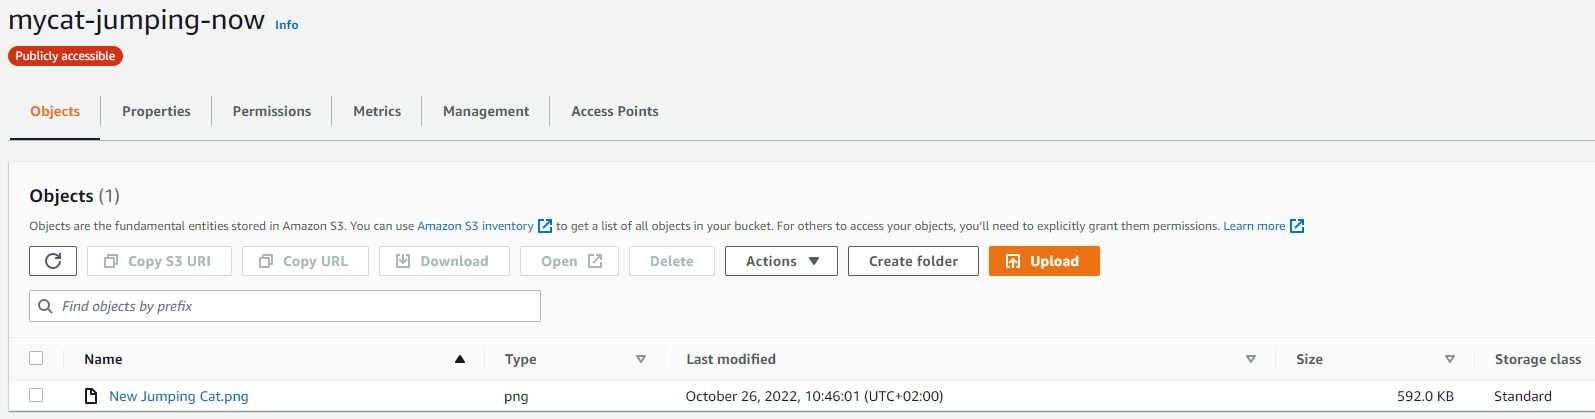 mycat-jumping-now Info
Publicly accessible
Objects Properties Permissions Metrics Management Access Points
Objects (1)
Objects are the fundamental entities stored in Amazon S3. You can use Amazon S3 inventory to get a list of all objects in your bucket. For others to access your objects, you'll need to explicitly grant them permissions. Learn more
Copy S3 URI Copy URL Download Open Delete Actions Create folder Upload
Find objects by prefix
Name Type Last modified Size Storage class
New Jumping Cat.png png October 26, 2022, 10:46:01 (UTC+02:00) 592.0 KB Standard